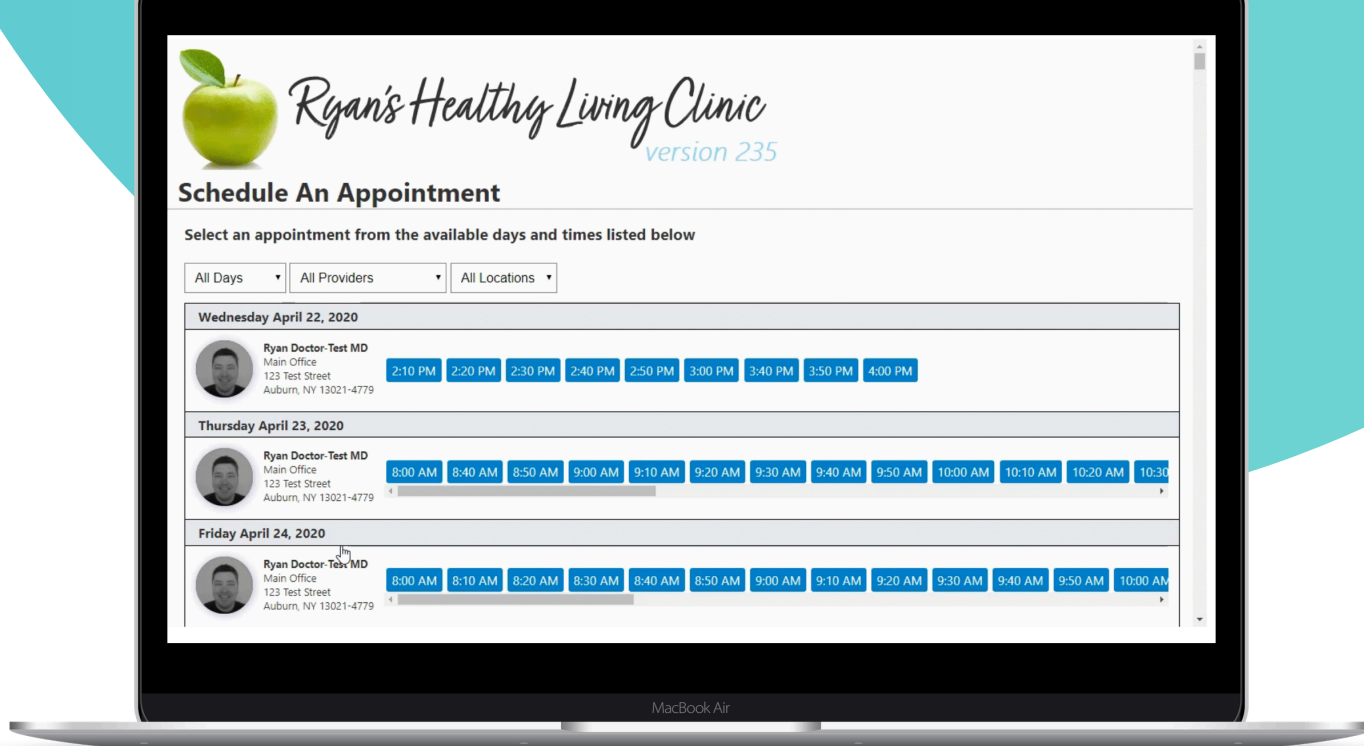 Ryan's Healthy Living Clinic
version 235
Schedule An Appointment
Select an appointment from the available days and times listed below
All Days All Providers All Locations
Wednesday April 22, 2020
Ryan Doctor-Test MD
Main Office
123 Test Street
Auburn, NY 13021-4779
2:10 PM 2:20 PM 2:30 PM 2:40 PM 2:50 PM 3:00 PM 3:40 PM 3:50 PM 4:00 PM
Thursday April 23, 2020
Ryan Doctor-Test MD
Main Office
123 Test Street
Auburn, NY 13021-4779
8:00 AM 8:40 AM 8:50 AM 9:00 AM 9:10 AM 9:20 AM 9:30 AM 9:40 AM 9:50 AM 10:00 AM 10:10 AM 10:20 AM 10:30
Friday April 24, 2020
Ryan Doctor-Test MD
Main Office
123 Test Street
Auburn, NY 13021-4779
8:00 AM 8:10 AM 8:20 AM 8:30 AM 8:40 AM 8:50 AM 9:00 AM 9:10 AM 9:20 AM 9:30 AM 9:40 AM 9:50 AM 10:00 AM
MacBook Air